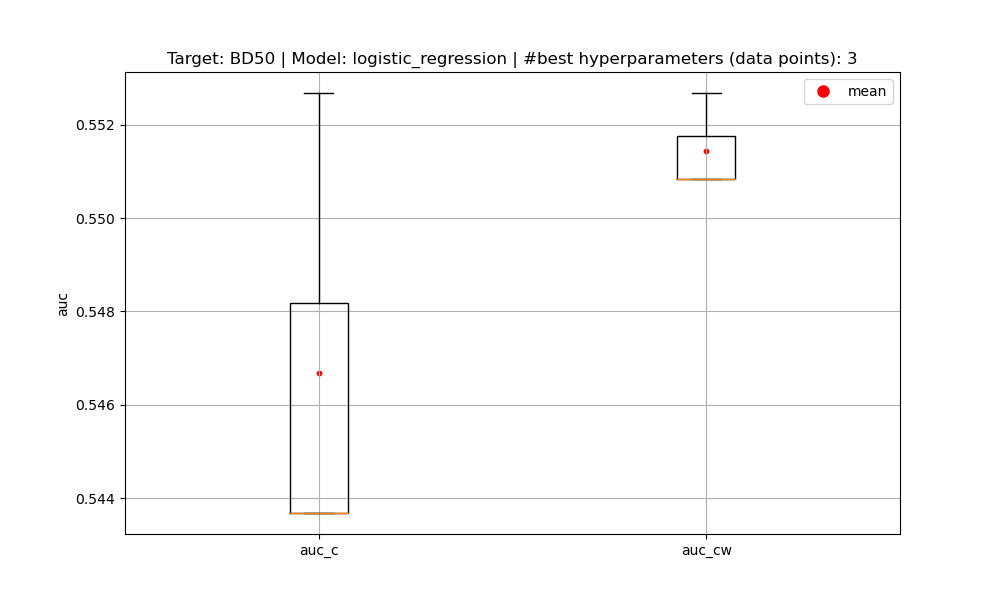 Target: BD50 | Model: logistic_regression | #best hyperparameters (data points): 3
mean
0.552
0.550
0.548
0.546
0.544
auc
auc_c
auc_cw